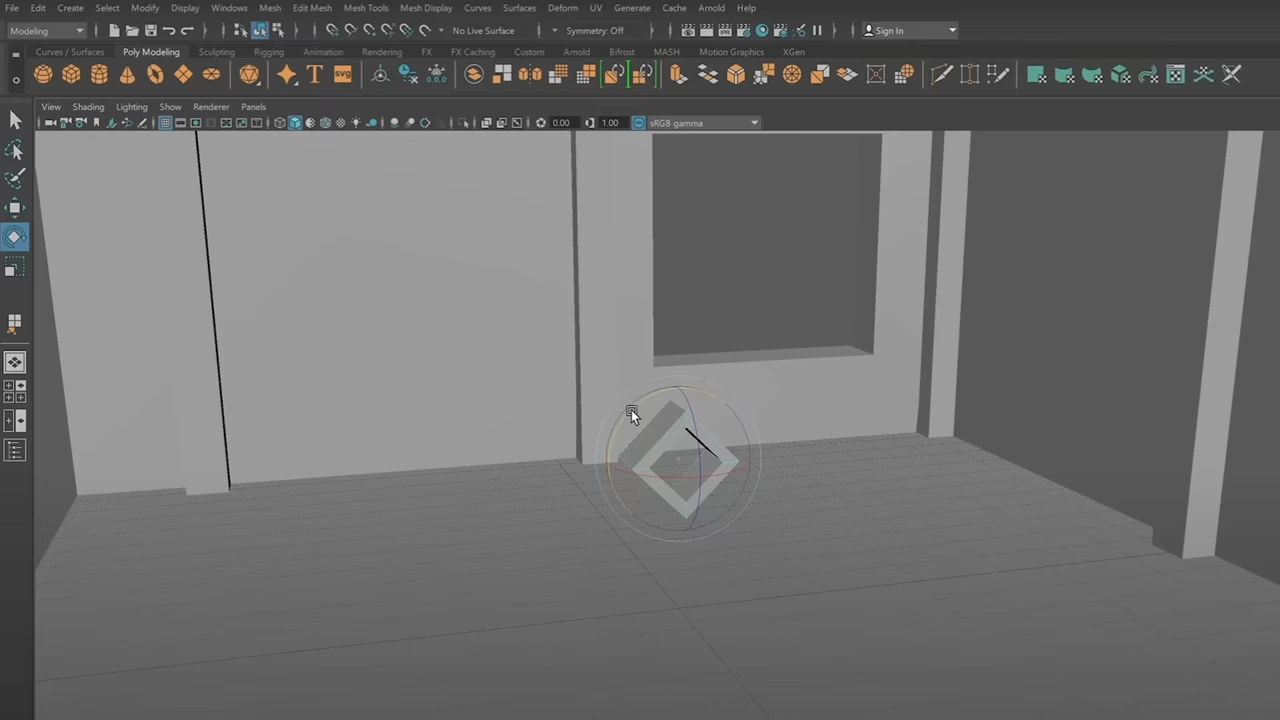 File Edit Create Select Modify Display Windows Mesh Edit Mesh Mesh Tools Mesh Display Curves Surfaces Deform UV Generate Cache Arnold Help
Modeling No Live Surface Symmetry: Off Sign In
Curves / Surfaces Poly Modeling Sculpting Rigging Animation Rendering FX FX Caching Custom Arnold Bifrost MASH Motion Graphics XGen
T SVG
View Shading Lighting Show Renderer Panels
0.00 1.00 sRGB gamma